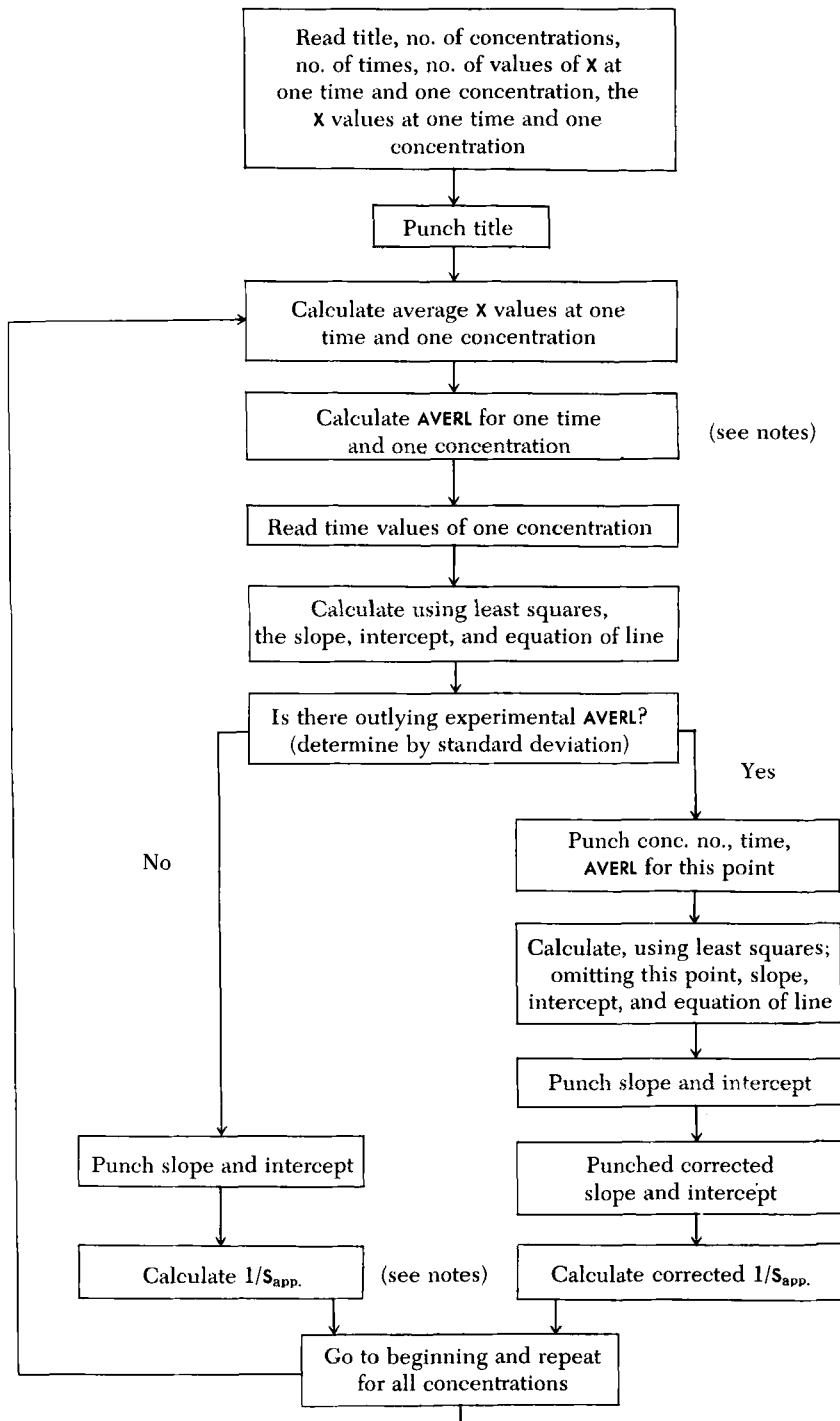 Read title, no. of concentrations,
no. of times, no. of values of X at
one time and one concentration, the
X values at one time and one
concentration
Punch title
Calculate average X values at one
time and one concentration
Calculate AVERL for one time
and one concentration
(see notes)
Read time values of one concentration
Calculate using least squares,
the slope, intercept, and equation of line
Is there outlying experimental AVERL?
(determine by standard deviation)
Yes
No
Punch conc. no., time,
AVERL for this point
Calculate, using least squares;
omitting this point, slope,
intercept, and equation of line
Punch slope and intercept
Punch slope and intercept
Punched corrected
slope and intercept
Calculate 1/Sapp.
(see notes)
Calculate corrected 1/Sapp.
Go to beginning and repeat
for all concentrations